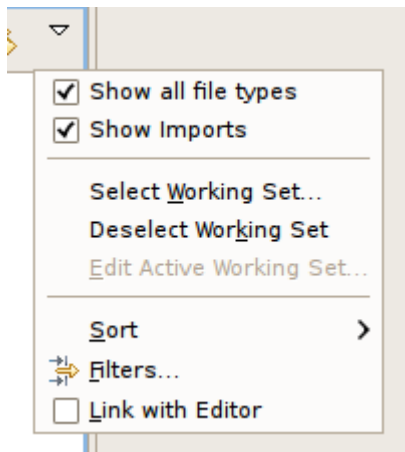 Show all file types
Show Imports
Select Working Set...
Deselect Working Set
Edit Active Working Set...
Sort
Filters...
Link with Editor